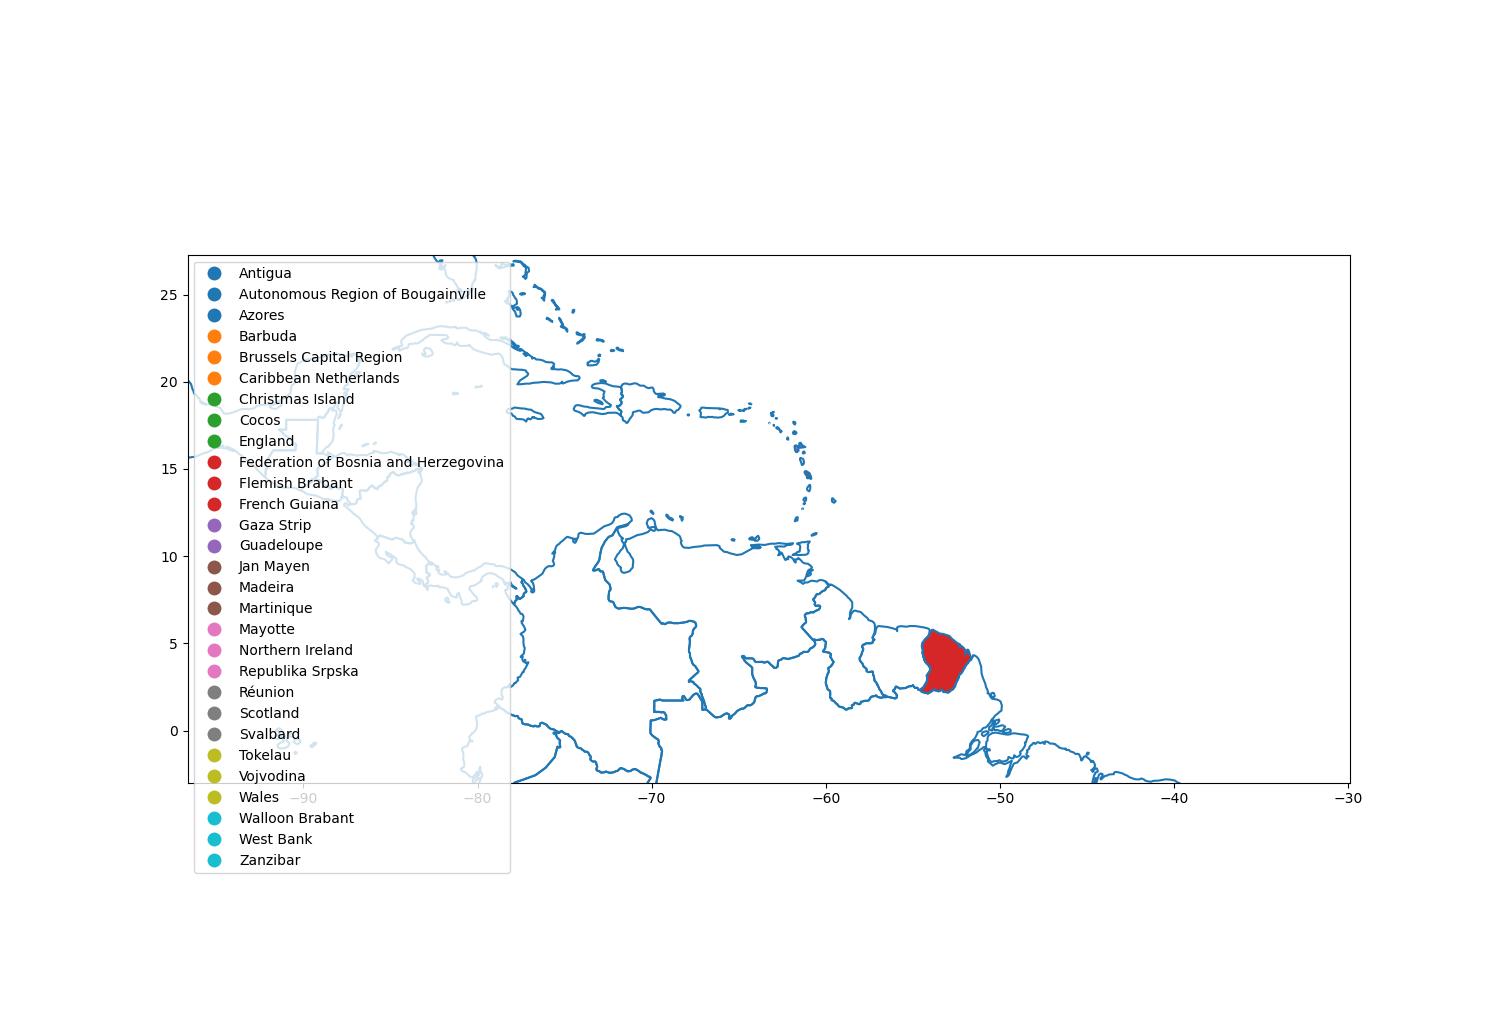 25
20
15
10
5
0
Antigua
Autonomous Region of Bougainville
Azores
Barbuda
Brussels Capital Region
Caribbean Netherlands
Christmas Island
Cocos
England
Federation of Bosnia and Herzegovina
Flemish Brabant
French Guiana
Gaza Strip
Guadeloupe
Jan Mayen
Madeira
Martinique
Mayotte
Northern Ireland
Republika Srpska
Réunion
Scotland
Svalbard
Tokelau
Vojvodina
Wales
Walloon Brabant
West Bank
Zanzibar
−90 −80 −70 −60 −50 −40 −30